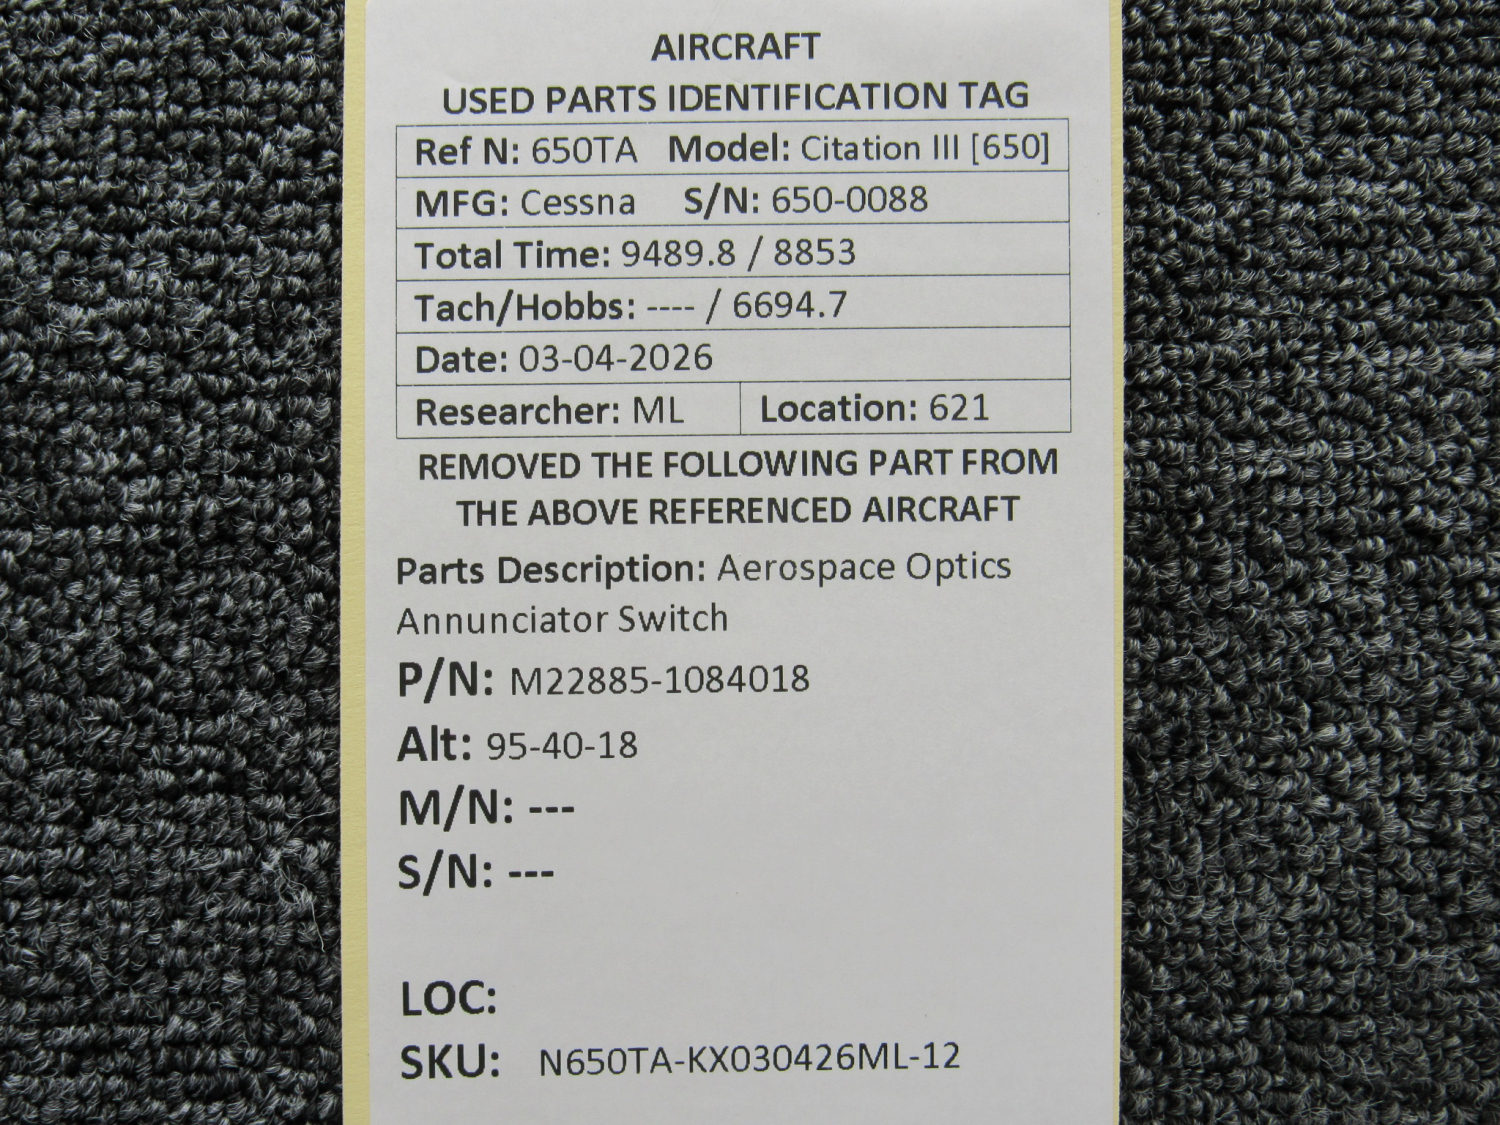 AIRCRAFT
USED PARTS IDENTIFICATION TAG
Ref N: 650TA Model: Citation III [650]
MFG: Cessna S/N: 650-0088
Total Time: 9489.8 / 8853
Tach/Hobbs: ---- / 6694.7
Date: 03-04-2026
Researcher: ML Location: 621
REMOVED THE FOLLOWING PART FROM
THE ABOVE REFERENCED AIRCRAFT
Parts Description: Aerospace Optics
Annunciator Switch
P/N: M22885-1084018
Alt: 95-40-18
M/N: ---
S/N: ---
LOC:
SKU: N650TA-KX030426ML-12